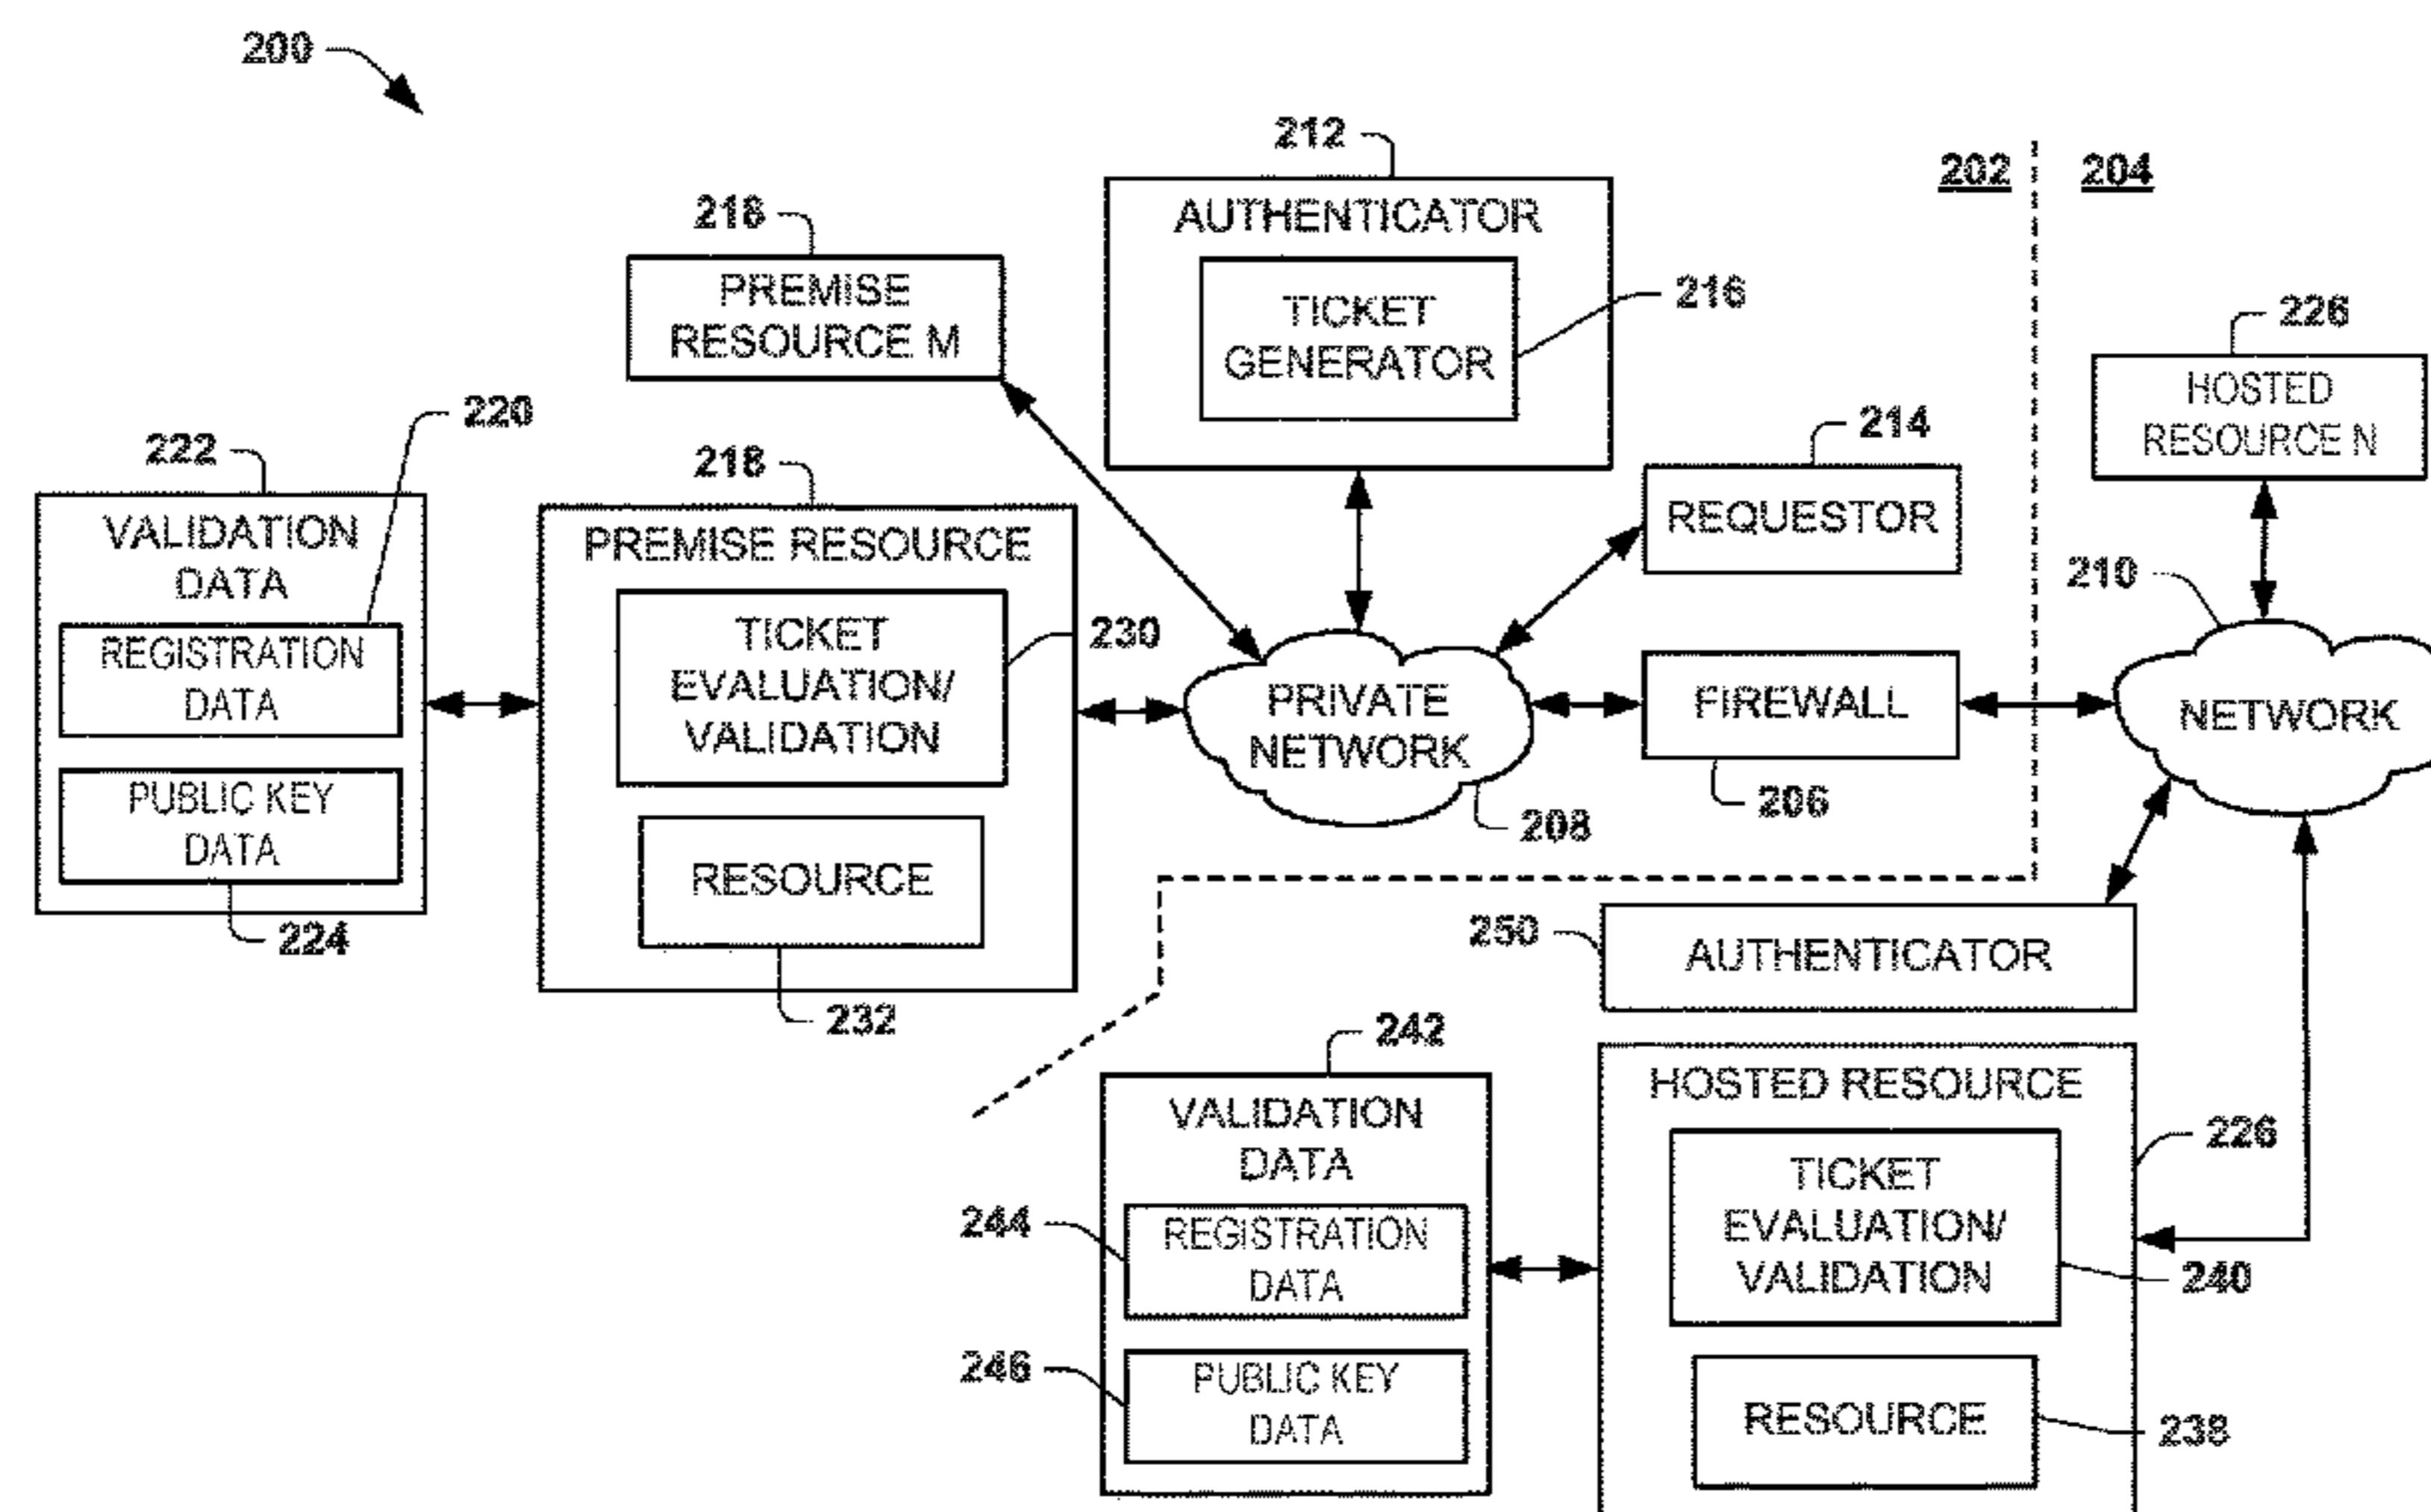 200
212
202
204
218
AUTHENTICATOR
PREMISE
RESOURCE M
TICKET
GENERATOR
216
226
HOSTED
RESOURCE N
220
222
218
214
REQUESTOR
VALIDATION
DATA
REGISTRATION
DATA
PUBLIC KEY
DATA
224
PREMISE RESOURCE
TICKET
EVALUATION/
VALIDATION
230
RESOURCE
232
PRIVATE
NETWORK
208
FIREWALL
206
210
NETWORK
250
AUTHENTICATOR
242
VALIDATION
DATA
244
REGISTRATION
DATA
246
PUBLIC KEY
DATA
HOSTED RESOURCE
226
TICKET
EVALUATION/
VALIDATION
240
RESOURCE
238